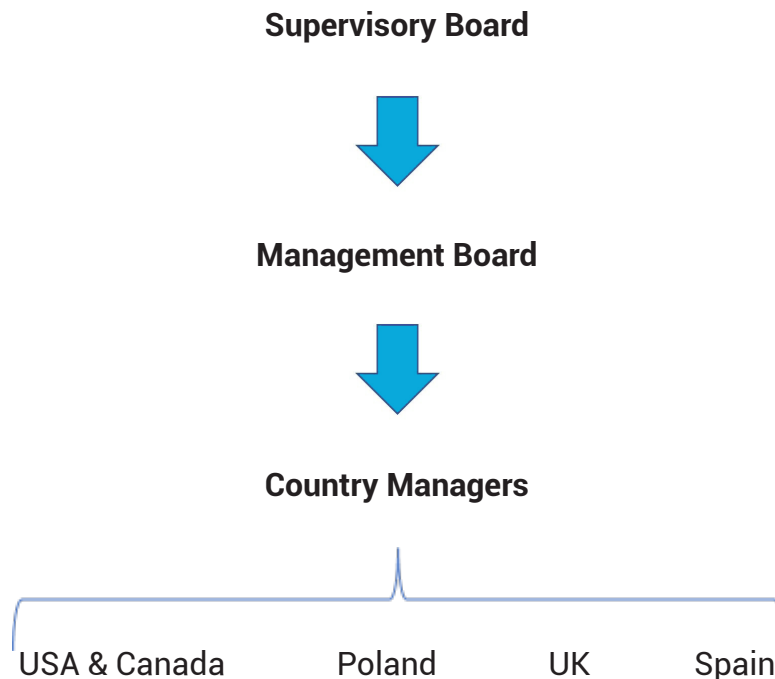 Supervisory Board
Management Board
Country Managers
USA & Canada Poland UK Spain